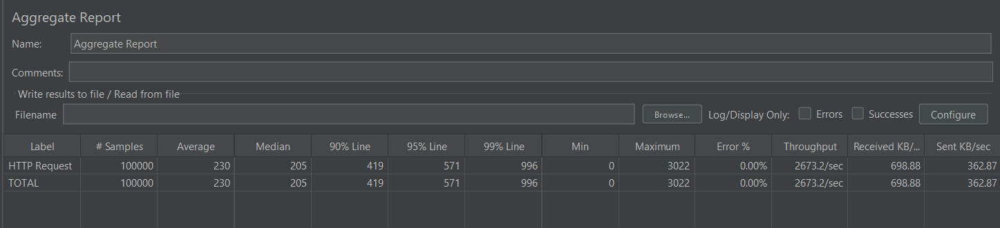 Aggregate Report
Name: Aggregate Report
Comments:
Write results to file / Read from file
Filename Browse... Log/Display Only: Errors Successes Configure
Label # Samples Average Median 90% Line 95% Line 99% Line Min Maximum Error % Throughput Received KB/... Sent KB/sec
HTTP Request 100000 230 205 419 571 996 0 3022 0.00% 2673.2/sec 698.88 362.87
TOTAL 100000 230 205 419 571 996 0 3022 0.00% 2673.2/sec 698.88 362.87